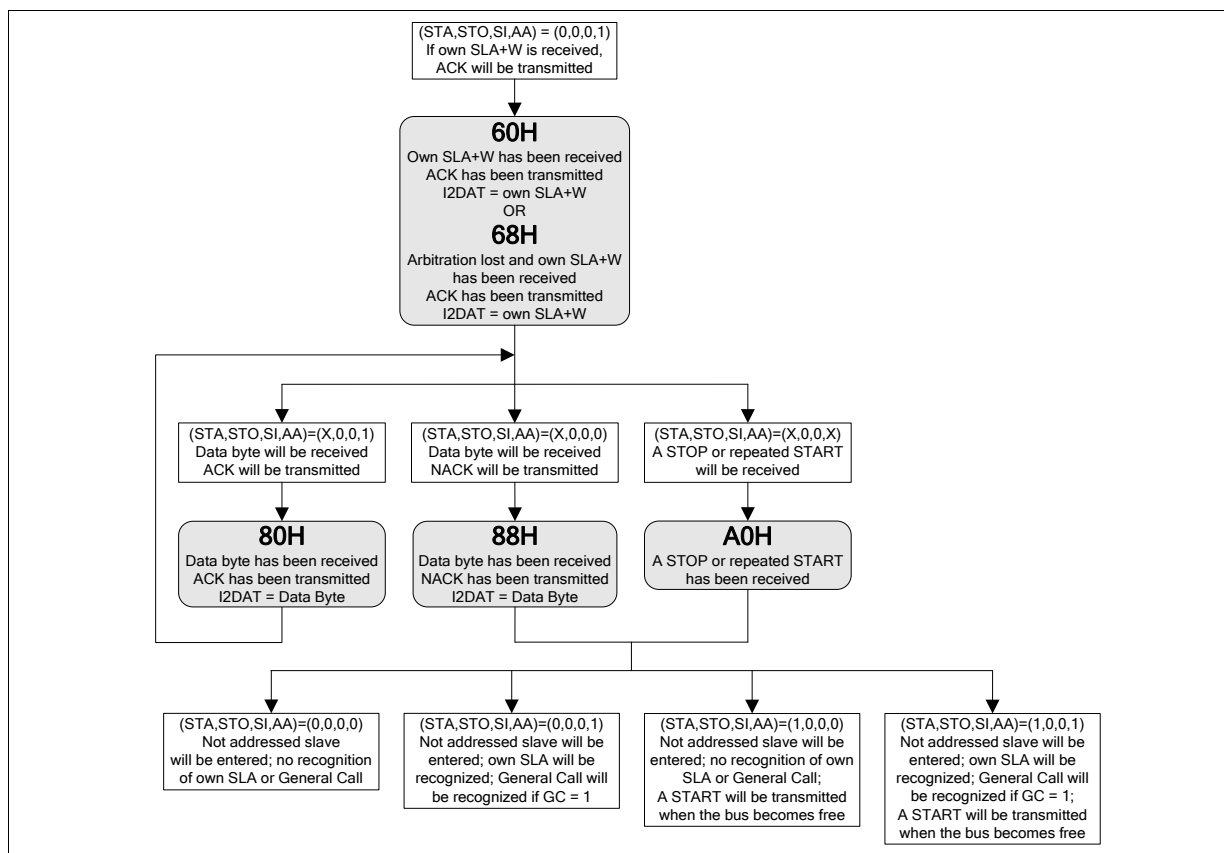 (STA,STO,SI,AA) = (0,0,0,1)
If own SLA+W is received,
ACK will be transmitted
60H
Own SLA+W has been received
ACK has been transmitted
I2DAT = own SLA+W
OR
68H
Arbitration lost and own SLA+W
has been received
ACK has been transmitted
I2DAT = own SLA+W
(STA,STO,SI,AA)=(X,0,0,1)
Data byte will be received
ACK will be transmitted
(STA,STO,SI,AA)=(X,0,0,0)
Data byte will be received
NACK will be transmitted
(STA,STO,SI,AA)=(X,0,0,X)
A STOP or repeated START
will be received
80H
Data byte has been received
ACK has been transmitted
I2DAT = Data Byte
88H
Data byte has been received
NACK has been transmitted
I2DAT = Data Byte
A0H
A STOP or repeated START
has been received
(STA,STO,SI,AA)=(0,0,0,0)
Not addressed slave
will be entered; no recognition
of own SLA or General Call
(STA,STO,SI,AA)=(0,0,0,1)
Not addressed slave will be
entered; own SLA will be
recognized; General Call will
be recognized if GC = 1
(STA,STO,SI,AA)=(1,0,0,0)
Not addressed slave will be
entered; no recognition of own
SLA or General Call;
A START will be transmitted
when the bus becomes free
(STA,STO,SI,AA)=(1,0,0,1)
Not addressed slave will be
entered; own SLA will be
recognized; General Call will
be recognized if GC = 1;
A START will be transmitted
when the bus becomes free